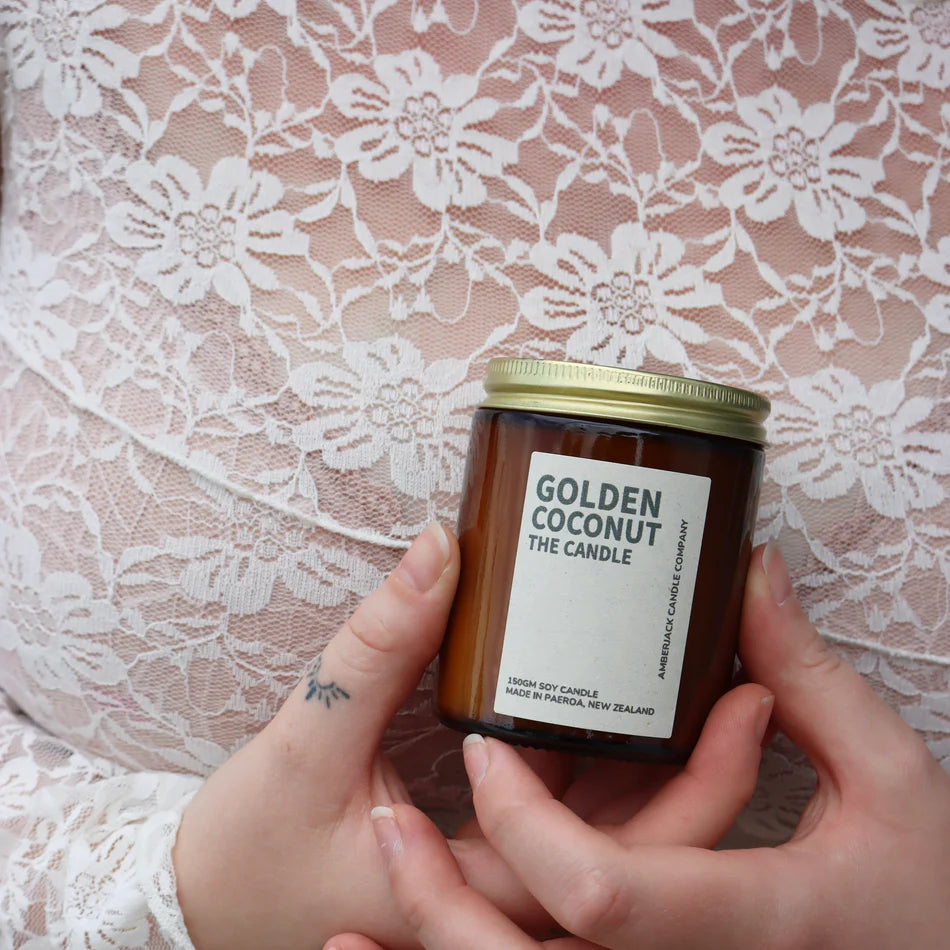 GOLDEN
COCONUT
THE CANDLE
AMBERJACK CANDLE COMPANY
150GM SOY CANDLE
MADE IN PAEROA, NEW ZEALAND